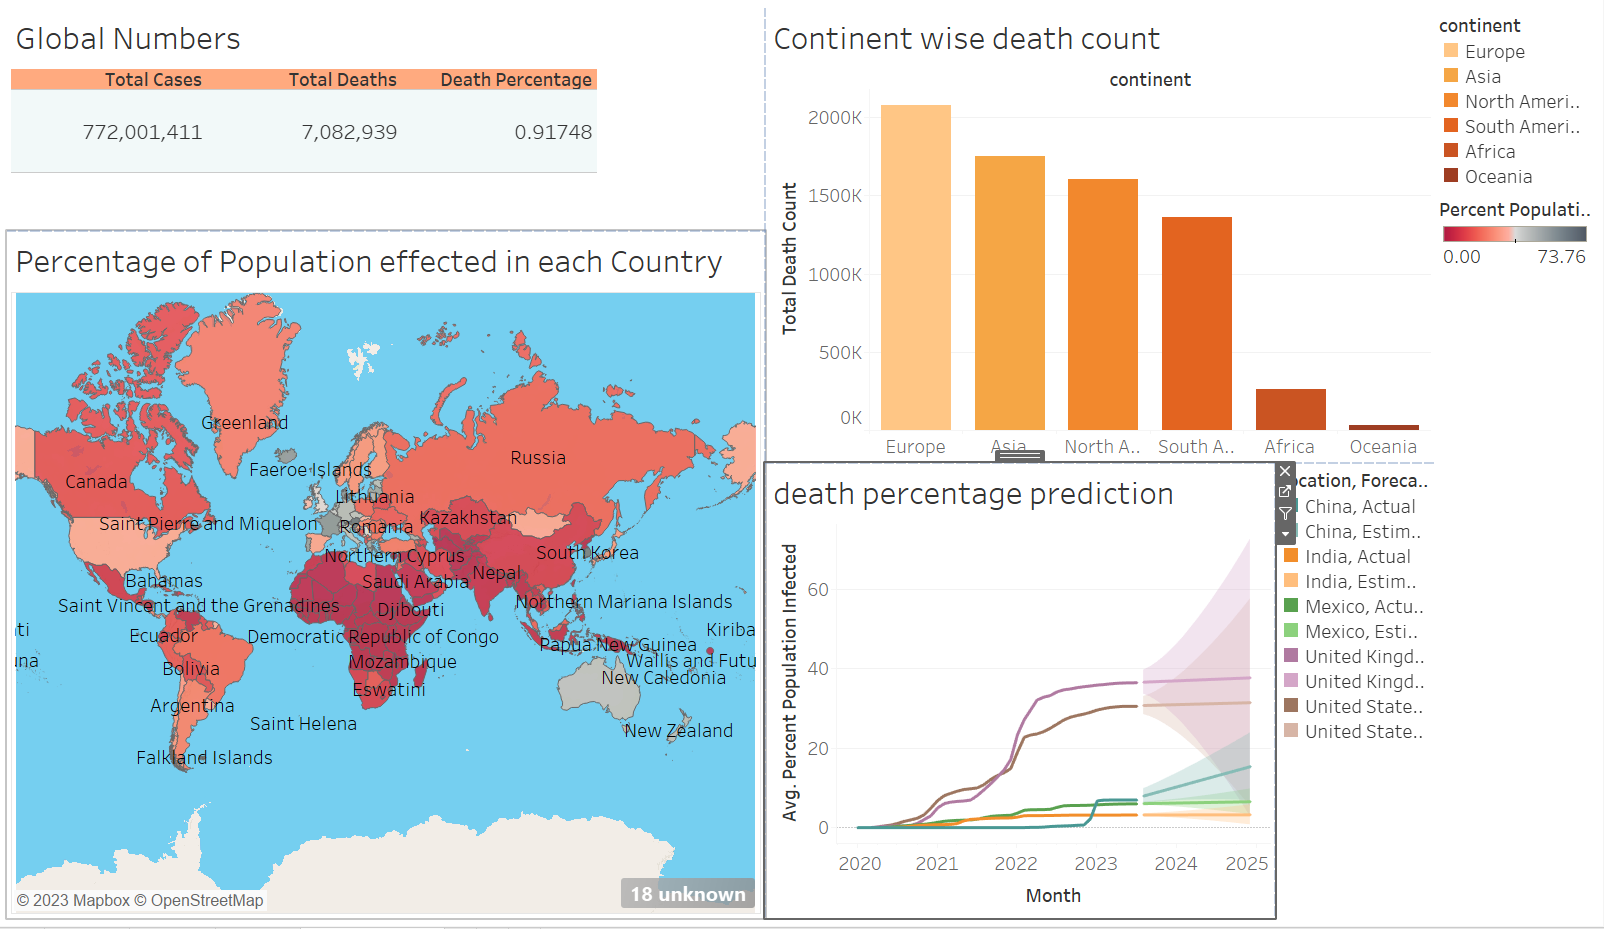 Global Numbers
Total Cases Total Deaths Death Percentage
772,001,411 7,082,939 0.91748
Percentage of Population effected in each Country
Greenland
Faeroe Islands
Russia
Canada
Lithuania
Saint Pierre and Miquelon
Romania
Kazakhstan
Northern Cyprus
South Korea
Bahamas
Saudi Arabia
Nepal
Saint Vincent and the Grenadines
Djibouti
Northern Mariana Islands
ti
Ecuador
Democratic Republic of Congo
Papua New Guinea
Kiriba
una
Bolivia
Mozambique
Wallis and Futu
Eswatini
New Caledonia
Argentina
Saint Helena
New Zealand
Falkland Islands
© 2023 Mapbox © OpenStreetMap
18 unknown
Continent wise death count
continent
Total Death Count
2000K
1500K
1000K
500K
0K
Europe Asia North A.. South A.. Africa Oceania
continent
Europe
Asia
North Ameri..
South Ameri..
Africa
Oceania
Percent Populati..
0.00 73.76
death percentage prediction
Avg. Percent Population Infected
60
40
20
0
2020 2021 2022 2023 2024 2025
Month
ocation, Foreca..
China, Actual
China, Estim..
India, Actual
India, Estim..
Mexico, Actu..
Mexico, Esti..
United Kingd..
United Kingd..
United State..
United State..